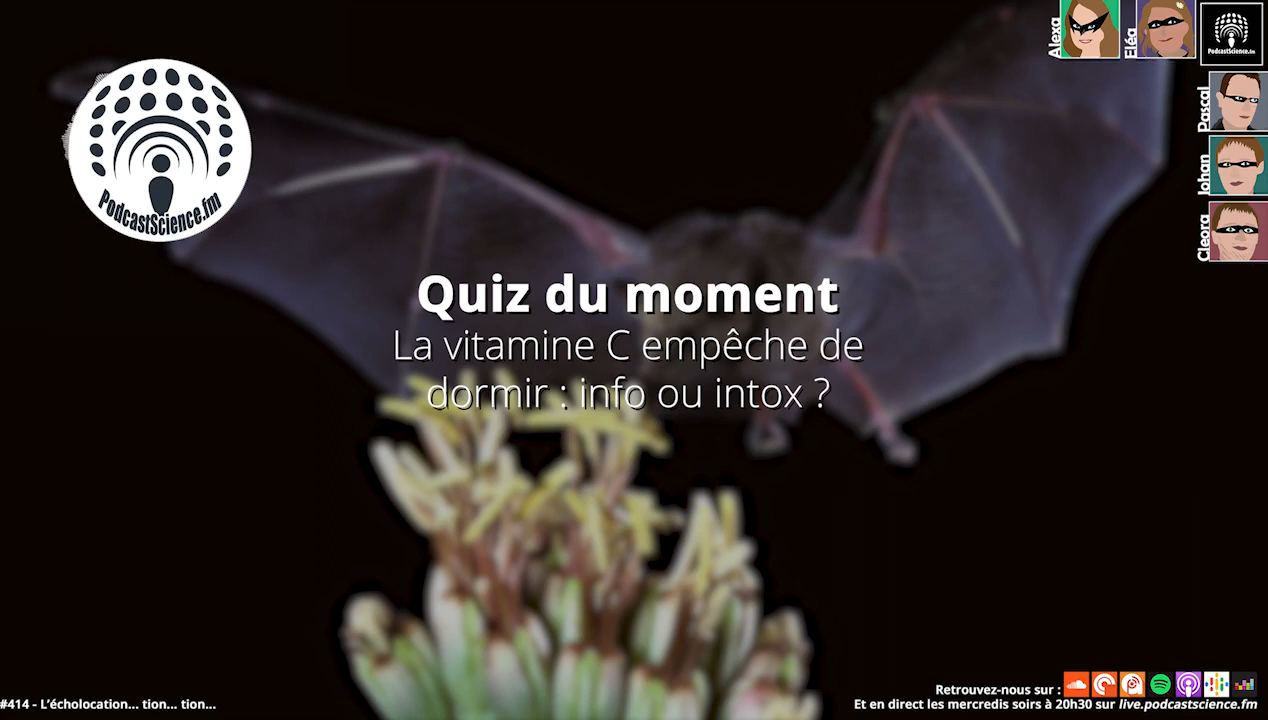 PodcastScience.fm
Alexa
Eléa
PodcastScience.fm
Pascal
Johan
Cleora
Quiz du moment
La vitamine C empêche de
dormir : info ou intox ?
#414 - L’écholocation... tion... tion...
Retrouvez-nous sur :
Et en direct les mercredis soirs à 20h30 sur live.podcastscience.fm